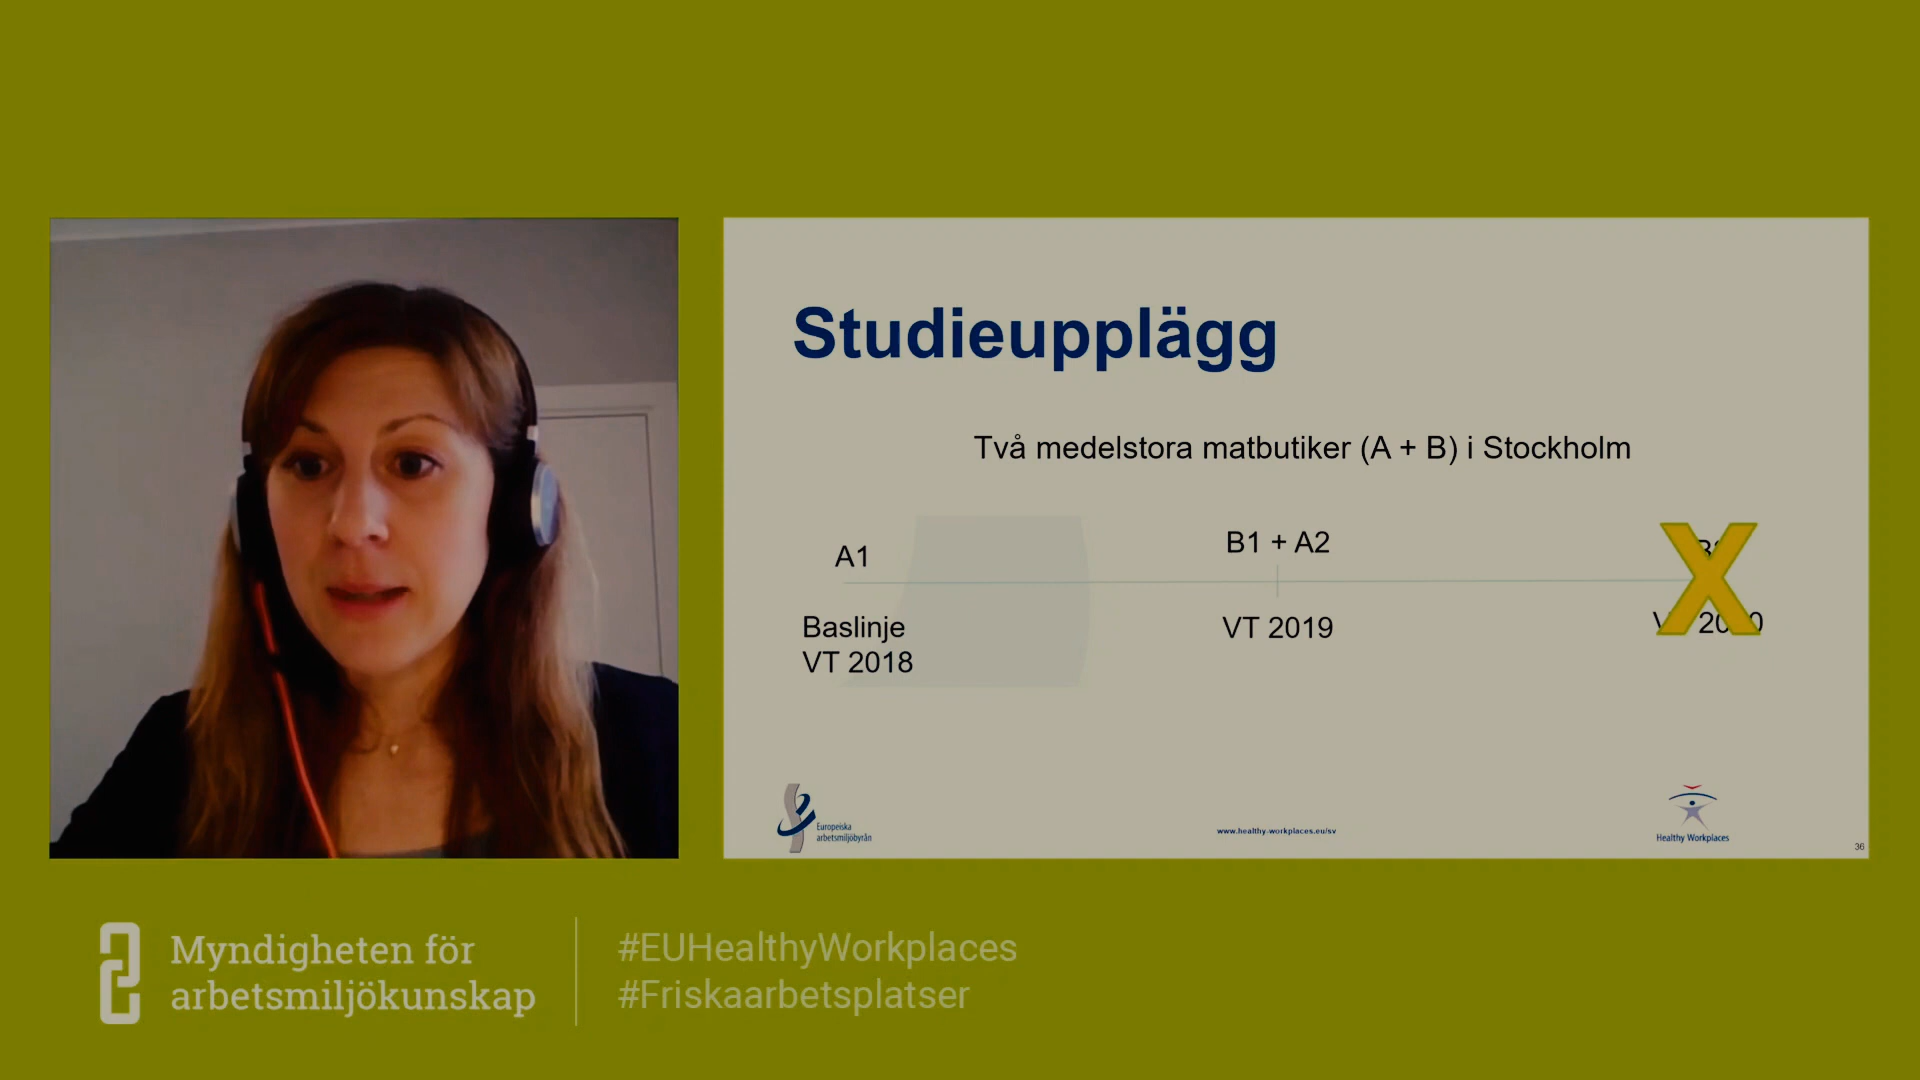 Studieupplägg
Två medelstora matbutiker (A + B) i Stockholm
A1
B1 + A2
Baslinje
VT 2018
VT 2019
X
Europeiska
arbetsmiljöbyrån
www.healthy-workplaces.eu/sv
Healthy Workplaces
36
Myndigheten för
arbetsmiljökunskap
#EUHealthyWorkplaces
#Friskaarbetsplatser